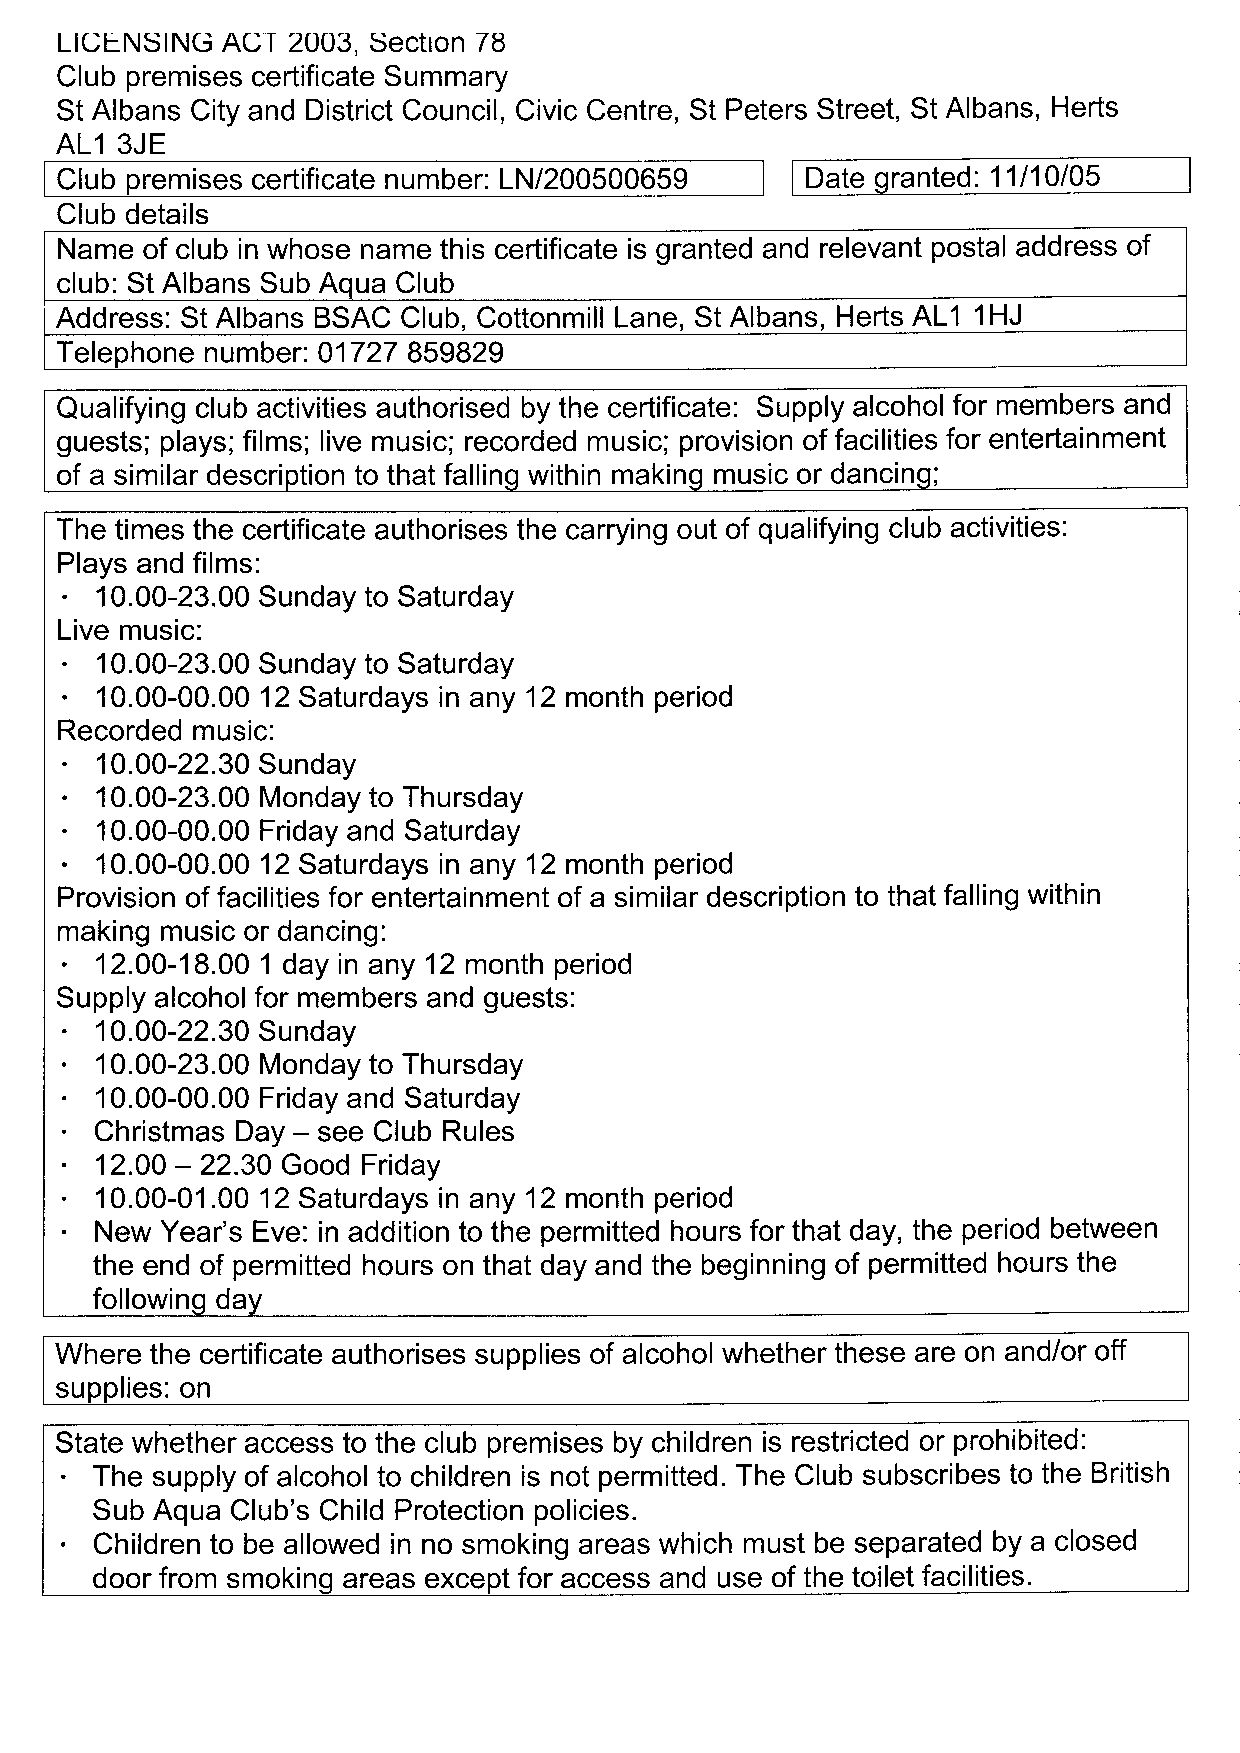 LICENSING ACT 2003, Section 78
Club premises certificate Summary
St Albans City and District Council, Civic Centre, St Peters Street, St Albans, Herts
AL1 3JE
Club premises certificate number: LN/200500659
Date granted: 11/10/05
Club details
Name of club in whose name this certificate is granted and relevant postal address of
club: St Albans Sub Aqua Club
Address: St Albans BSAC Club, Cottonmill Lane, St Albans, Herts AL1 1HJ
Telephone number: 01727 859829
Qualifying club activities authorised by the certificate: Supply alcohol for members and
guests; plays; films; live music; recorded music; provision of facilities for entertainment
of a similar description to that falling within making music or dancing;
The times the certificate authorises the carrying out of qualifying club activities:
Plays and films:
· 10.00-23.00 Sunday to Saturday
Live music:
· 10.00-23.00 Sunday to Saturday
· 10.00-00.00 12 Saturdays in any 12 month period
Recorded music:
· 10.00-22.30 Sunday
· 10.00-23.00 Monday to Thursday
· 10.00-00.00 Friday and Saturday
· 10.00-00.00 12 Saturdays in any 12 month period
Provision of facilities for entertainment of a similar description to that falling within
making music or dancing:
· 12.00-18.00 1 day in any 12 month period
Supply alcohol for members and guests:
· 10.00-22.30 Sunday
· 10.00-23.00 Monday to Thursday
· 10.00-00.00 Friday and Saturday
· Christmas Day – see Club Rules
· 12.00 – 22.30 Good Friday
· 10.00-01.00 12 Saturdays in any 12 month period
· New Year's Eve: in addition to the permitted hours for that day, the period between
the end of permitted hours on that day and the beginning of permitted hours the
following day
Where the certificate authorises supplies of alcohol whether these are on and/or off
supplies: on
State whether access to the club premises by children is restricted or prohibited:
· The supply of alcohol to children is not permitted. The Club subscribes to the British
Sub Aqua Club's Child Protection policies.
· Children to be allowed in no smoking areas which must be separated by a closed
door from smoking areas except for access and use of the toilet facilities.